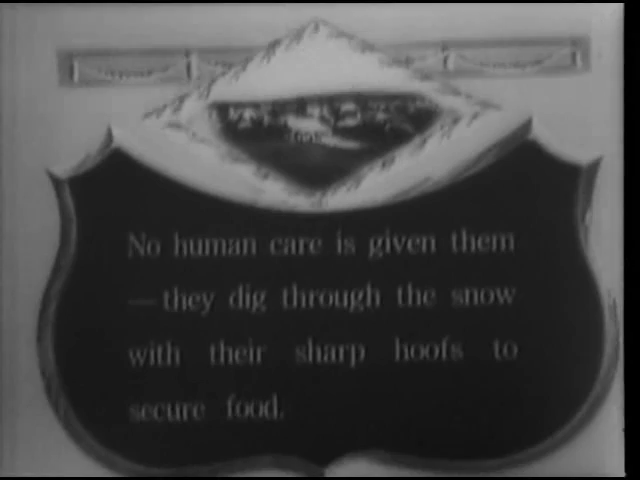 No human care is given them
— they dig through the snow
with their sharp hoofs to
secure food.